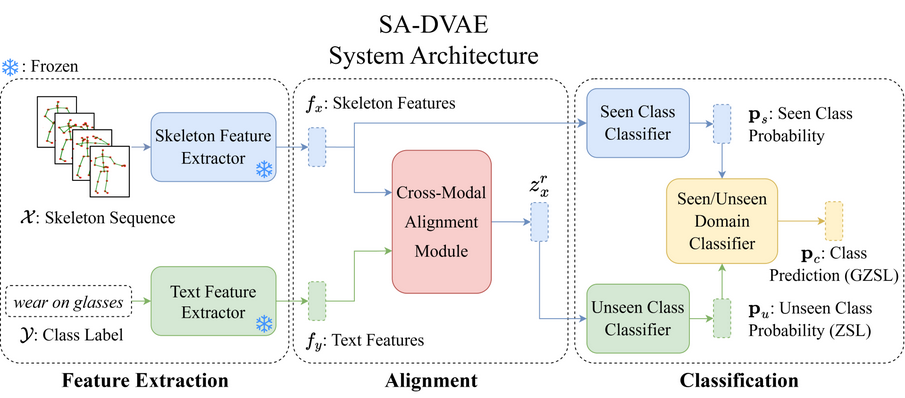 SA-DVAE
System Architecture
: Frozen
Skeleton Feature
Extractor
𝒳: Skeleton Sequence
wear on glasses
Text Feature
Extractor
𝒴: Class Label
Feature Extraction
f_x: Skeleton Features
Cross-Modal
Alignment
Module
z_x^r
f_y: Text Features
Alignment
Seen Class
Classifier
p_s: Seen Class
Probability
Seen/Unseen
Domain
Classifier
p_c: Class
Prediction (GZSL)
Unseen Class
Classifier
p_u: Unseen Class
Probability (ZSL)
Classification